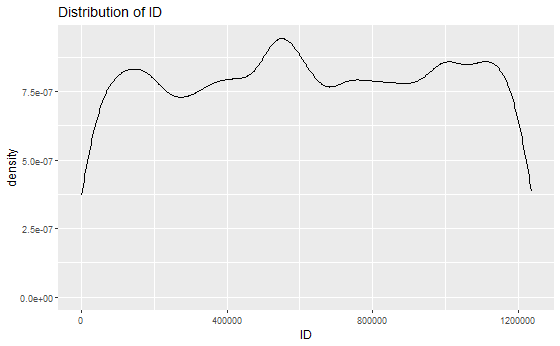 Distribution of ID
density
7.5e-07
5.0e-07
2.5e-07
0.0e+00
0
400000
800000
1200000
ID